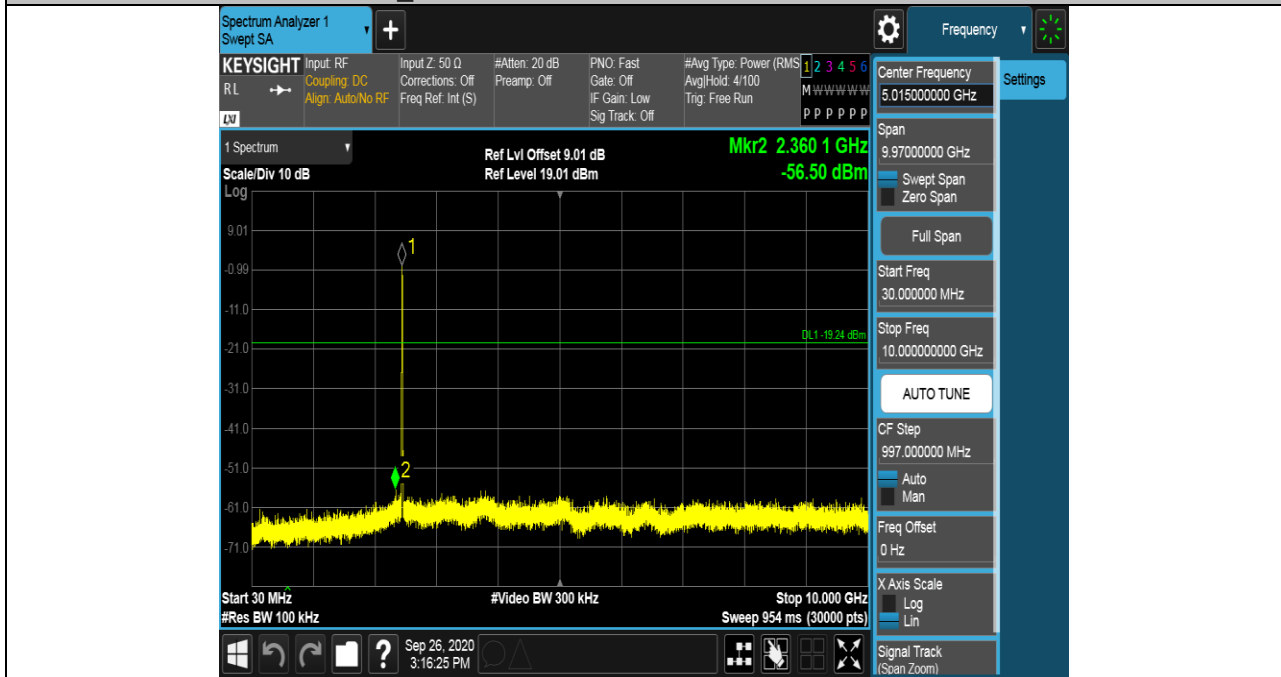 Spectrum Analyzer 1
Swept SA
+
Frequency
KEYSIGHT
RL
LXI
Input: RF
Coupling: DC
Align: Auto/No RF
Input Z: 50 Ω
Corrections: Off
Freq Ref: Int (S)
#Atten: 20 dB
Preamp: Off
PNO: Fast
Gate: Off
IF Gain: Low
Sig Track: Off
#Avg Type: Power (RMS
Avg|Hold: 4/100
Trig: Free Run
1 2 3 4 5 6
M W W W W W
P P P P P P
1 Spectrum
Scale/Div 10 dB
Ref Lvl Offset 9.01 dB
Ref Level 19.01 dBm
Mkr2 2.360 1 GHz
-56.50 dBm
Log
9.01
-0.99
-11.0
-21.0
-31.0
-41.0
-51.0
-61.0
-71.0
1
2
DL1 -19.24 dBm
Start 30 MHz
#Res BW 100 kHz
#Video BW 300 kHz
Stop 10.000 GHz
Sweep 954 ms (30000 pts)
?
Sep 26, 2020
3:16:25 PM
Center Frequency
5.015000000 GHz
Span
9.97000000 GHz
Swept Span
Zero Span
Full Span
Start Freq
30.000000 MHz
Stop Freq
10.000000000 GHz
AUTO TUNE
CF Step
997.000000 MHz
Auto
Man
Freq Offset
0 Hz
X Axis Scale
Log
Lin
Signal Track
(Span Zoom)
Settings